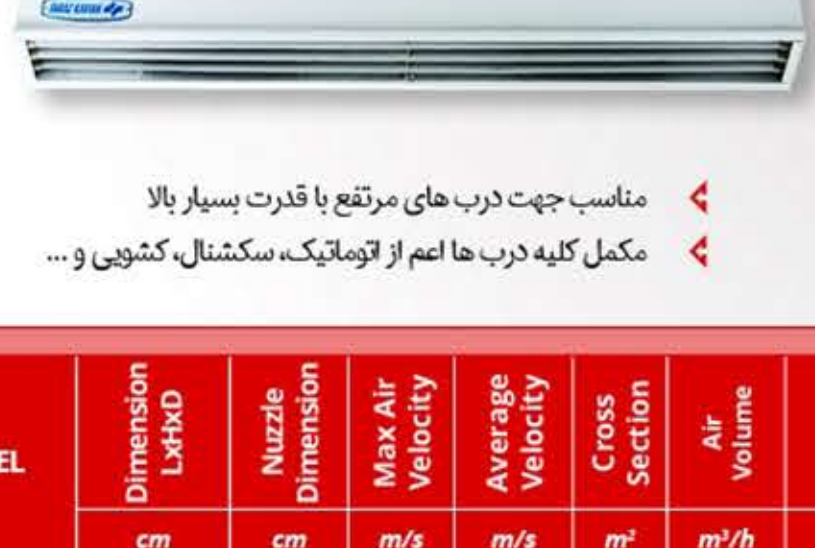 مناسب جهت درب های مرتفع با قدرت بسیار بالا
مکمل کلیه درب ها اعم از اتوماتیک، سکشنال، کشویی و ...
EL
Dimension
LxHxD
Nuzzle
Dimension
Max Air
Velocity
Average
Velocity
Cross
Section
Air
Volume
cm
cm
m/s
m/s
m²
m³/h